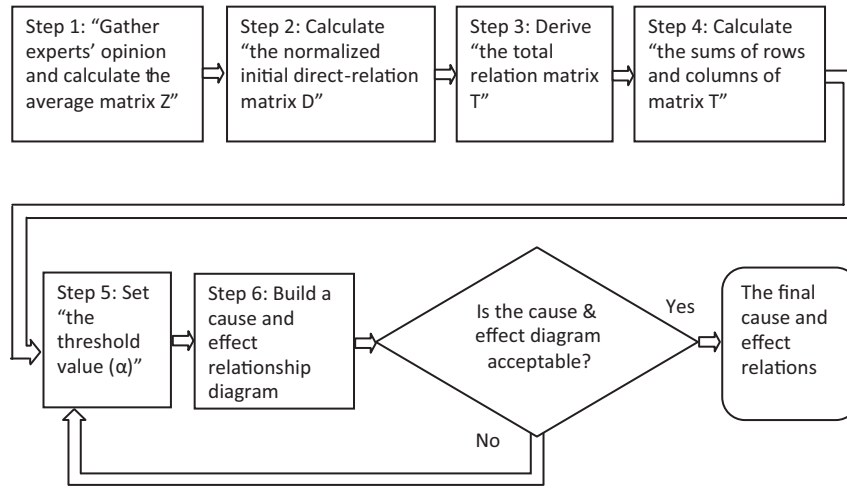 Step 1: “Gather
experts’ opinion
and calculate the
average matrix Z”
Step 2: Calculate
“the normalized
initial direct-relation
matrix D”
Step 3: Derive
“the total
relation matrix
T”
Step 4: Calculate
“the sums of rows
and columns of
matrix T”
Step 5: Set
“the
threshold
value (α)”
Step 6: Build a
cause and
effect
relationship
diagram
Is the cause &
effect diagram
acceptable?
Yes
No
The final
cause and
effect
relations